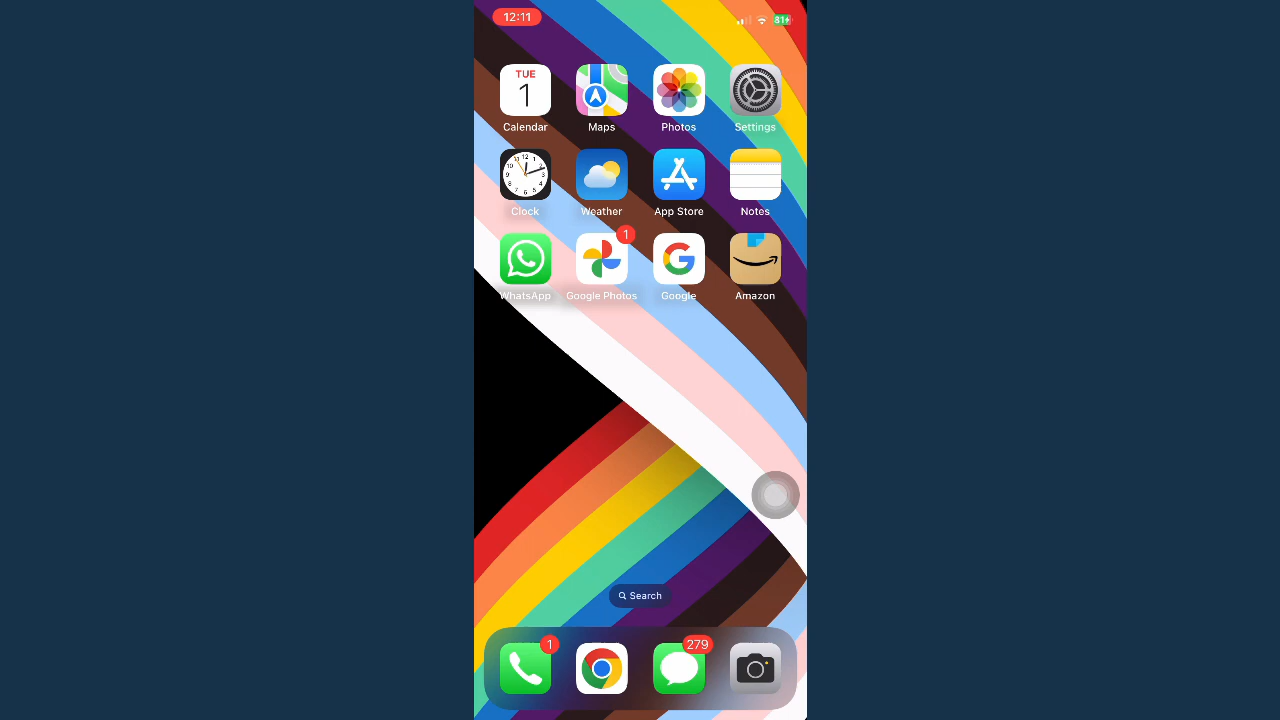 12:11
81
TUE
1
Calendar
Maps
Photos
Settings
Clock
Weather
App Store
Notes
1
WhatsApp
Google Photos
Google
Amazon
Search
1
279